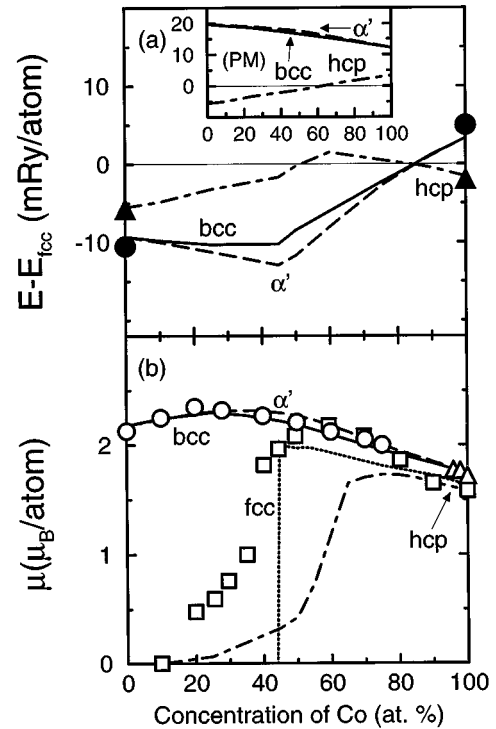 (a)
20
10
0
(PM)
α'
bcc
hcp
0 20 40 60 80 100
10
0
-10
E-E_fcc (mRy/atom)
hcp
bcc
α'
(b)
α'
bcc
fcc
hcp
2
1
0
μ(μ_B/atom)
0 20 40 60 80 100
Concentration of Co (at. %)